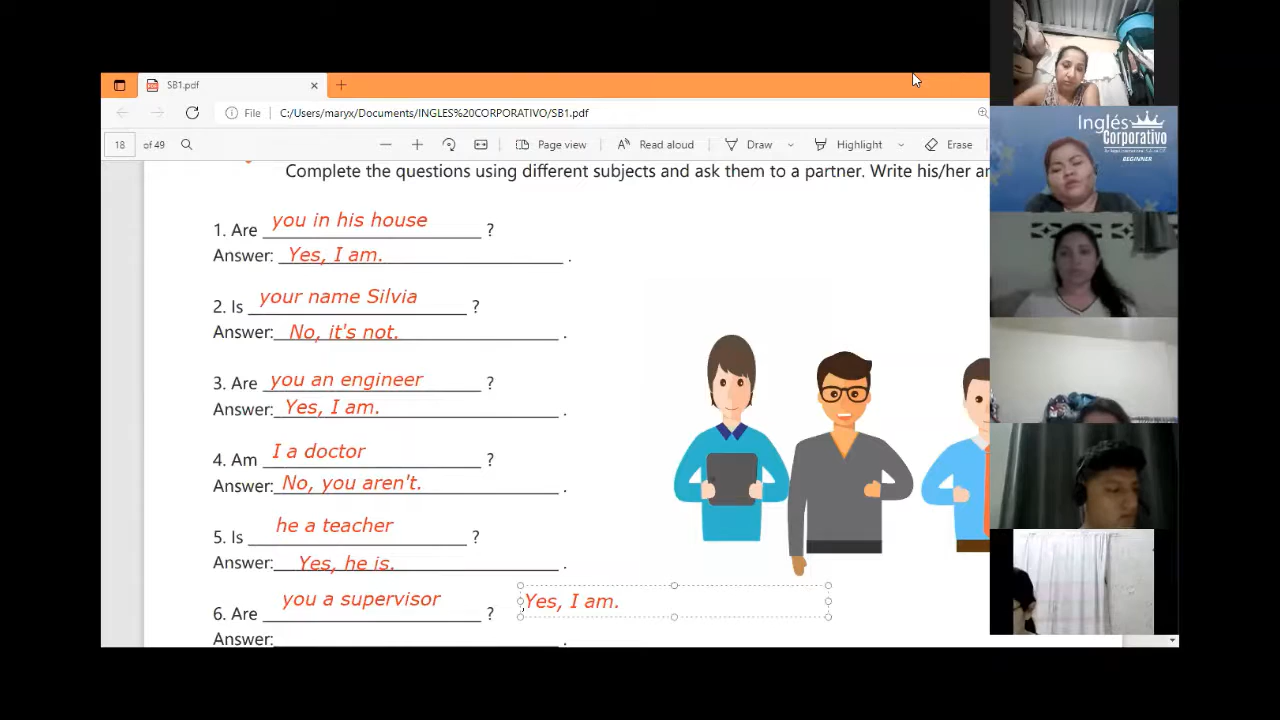 SB1.pdf
File
C:/Users/maryx/Documents/INGLES%20CORPORATIVO/SB1.pdf
18 of 49
Page view
Read aloud
Draw
Highlight
Erase
Complete the questions using different subjects and ask them to a partner. Write his/her an
1. Are you in his house ?
Answer: Yes, I am. .
2. Is your name Silvia ?
Answer: No, it's not. .
3. Are you an engineer ?
Answer: Yes, I am. .
4. Am I a doctor ?
Answer: No, you aren't. .
5. Is he a teacher ?
Answer: Yes, he is. .
6. Are you a supervisor ?
Yes, I am.
Answer: .
Inglés
Corporativo
BEGINNER